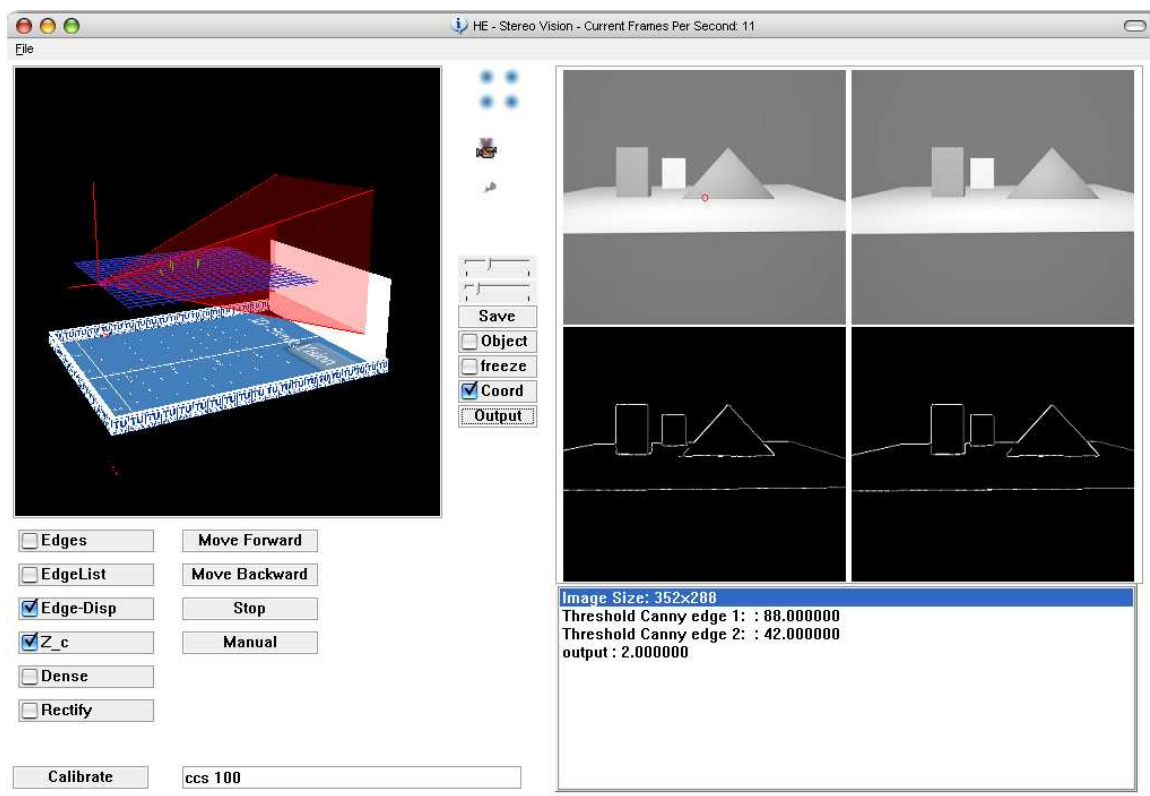 HE - Stereo Vision - Current Frames Per Second: 11
File
Save
Object
freeze
Coord
Output
Edges
Move Forward
EdgeList
Move Backward
Edge-Disp
Stop
Z_c
Manual
Dense
Rectify
Calibrate
ccs 100
Image Size: 352x288
Threshold Canny edge 1: : 88.000000
Threshold Canny edge 2: : 42.000000
output : 2.000000